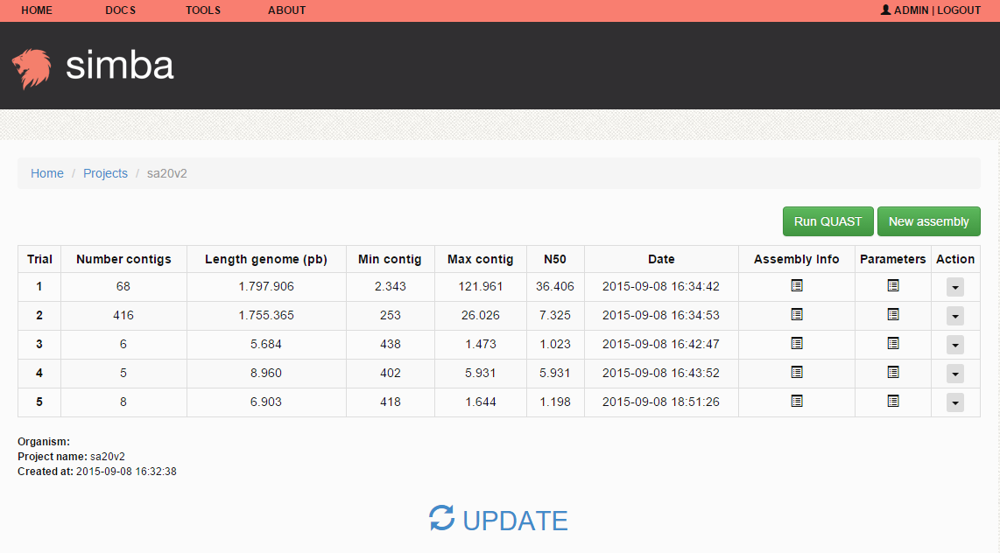 HOME DOCS TOOLS ABOUT ADMIN | LOGOUT
simba
Home / Projects / sa20v2
Run QUAST New assembly
Trial Number contigs Length genome (pb) Min contig Max contig N50 Date Assembly Info Parameters Action
1 68 1.797.906 2.343 121.961 36.406 2015-09-08 16:34:42
2 416 1.755.365 253 26.026 7.325 2015-09-08 16:34:53
3 6 5.684 438 1.473 1.023 2015-09-08 16:42:47
4 5 8.960 402 5.931 5.931 2015-09-08 16:43:52
5 8 6.903 418 1.644 1.198 2015-09-08 18:51:26
Organism:
Project name: sa20v2
Created at: 2015-09-08 16:32:38
UPDATE